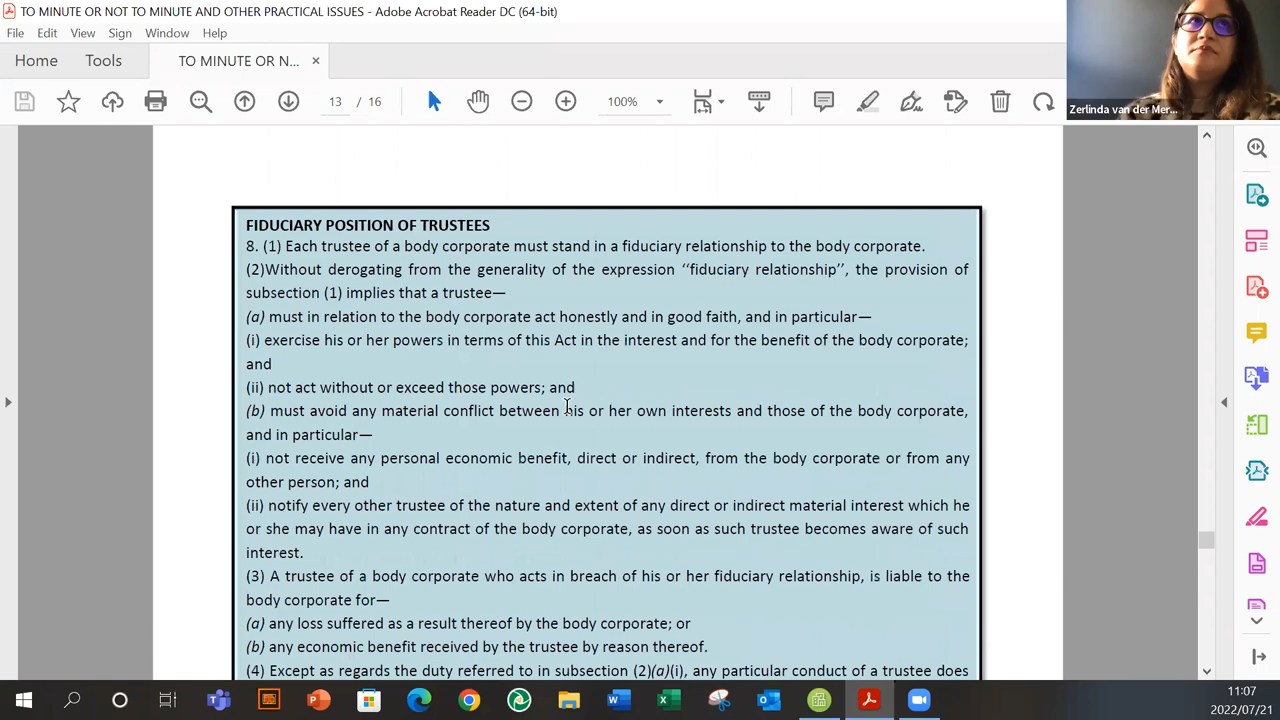 TO MINUTE OR NOT TO MINUTE AND OTHER PRACTICAL ISSUES - Adobe Acrobat Reader DC (64-bit)
File Edit View Sign Window Help
Home Tools TO MINUTE OR N... ×
13 / 16 100%
Zerlinda van der Mer...
FIDUCIARY POSITION OF TRUSTEES
8. (1) Each trustee of a body corporate must stand in a fiduciary relationship to the body corporate.
(2)Without derogating from the generality of the expression ‘‘fiduciary relationship’’, the provision of
subsection (1) implies that a trustee—
(a) must in relation to the body corporate act honestly and in good faith, and in particular—
(i) exercise his or her powers in terms of this Act in the interest and for the benefit of the body corporate;
and
(ii) not act without or exceed those powers; and
(b) must avoid any material conflict between his or her own interests and those of the body corporate,
and in particular—
(i) not receive any personal economic benefit, direct or indirect, from the body corporate or from any
other person; and
(ii) notify every other trustee of the nature and extent of any direct or indirect material interest which he
or she may have in any contract of the body corporate, as soon as such trustee becomes aware of such
interest.
(3) A trustee of a body corporate who acts in breach of his or her fiduciary relationship, is liable to the
body corporate for—
(a) any loss suffered as a result thereof by the body corporate; or
(b) any economic benefit received by the trustee by reason thereof.
(4) Except as regards the duty referred to in subsection (2)(a)(i), any particular conduct of a trustee does
11:07
2022/07/21